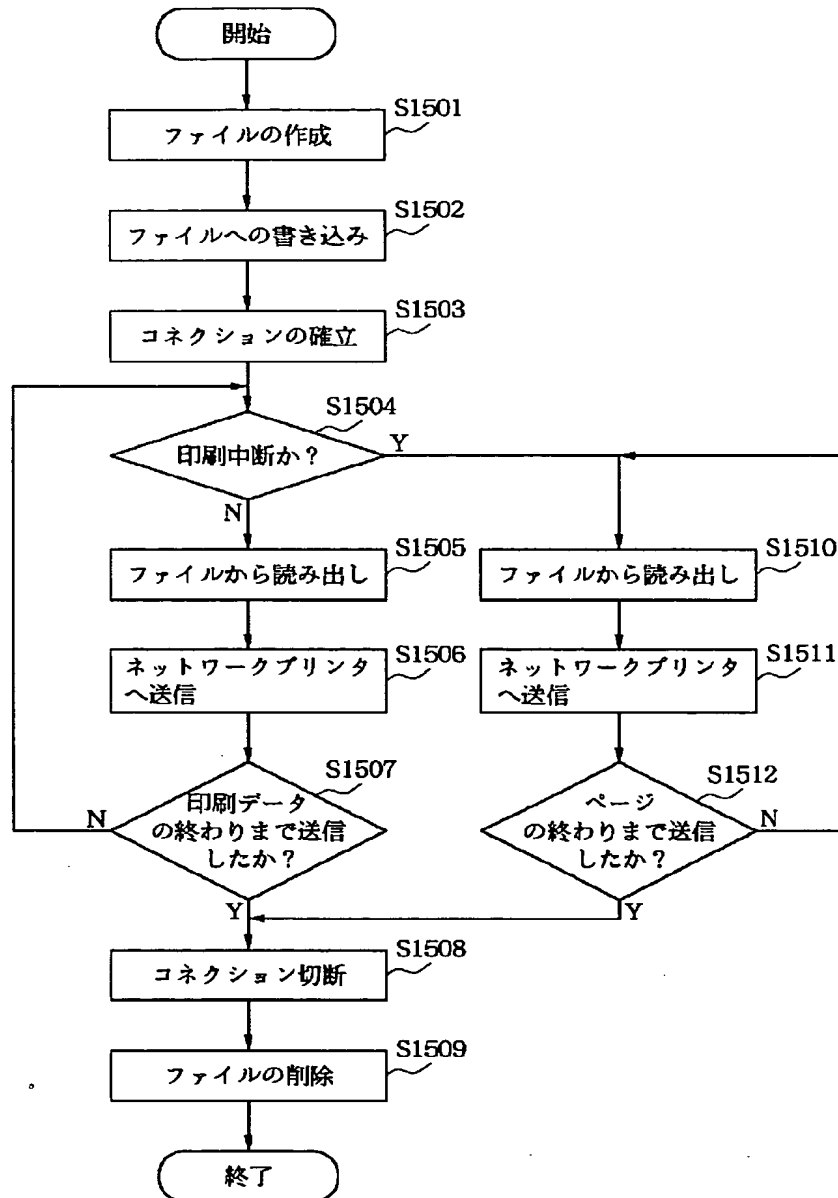 開始
S1501
ファイルの作成
S1502
ファイルへの書き込み
S1503
コネクションの確立
S1504
印刷中断か？
Y
N
S1505
ファイルから読み出し
S1506
ネットワークプリンタ
へ送信
S1507
印刷データ
の終わりまで送信
したか？
N
Y
S1510
ファイルから読み出し
S1511
ネットワークプリンタ
へ送信
S1512
ページ
の終わりまで送信
したか？
N
Y
S1508
コネクション切断
S1509
ファイルの削除
終了